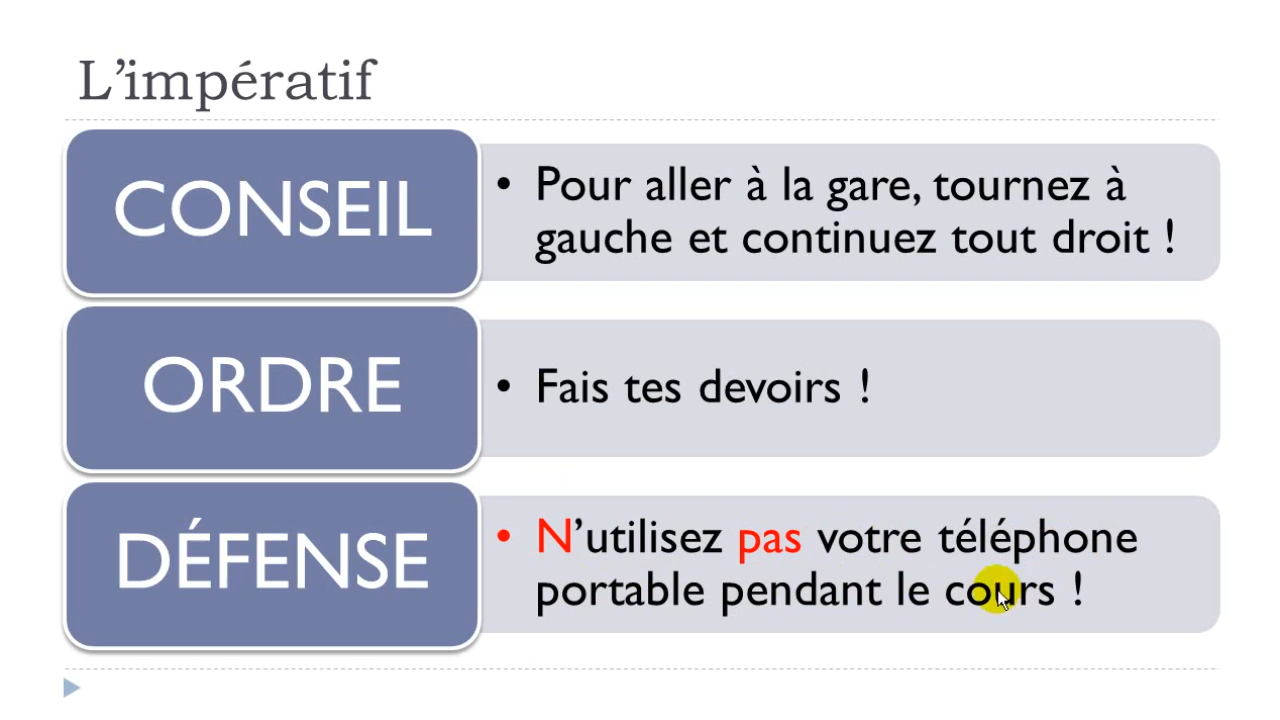 L’impératif
CONSEIL
• Pour aller à la gare, tournez à
gauche et continuez tout droit !
ORDRE
• Fais tes devoirs !
DÉFENSE
• N’utilisez pas votre téléphone
portable pendant le cours !